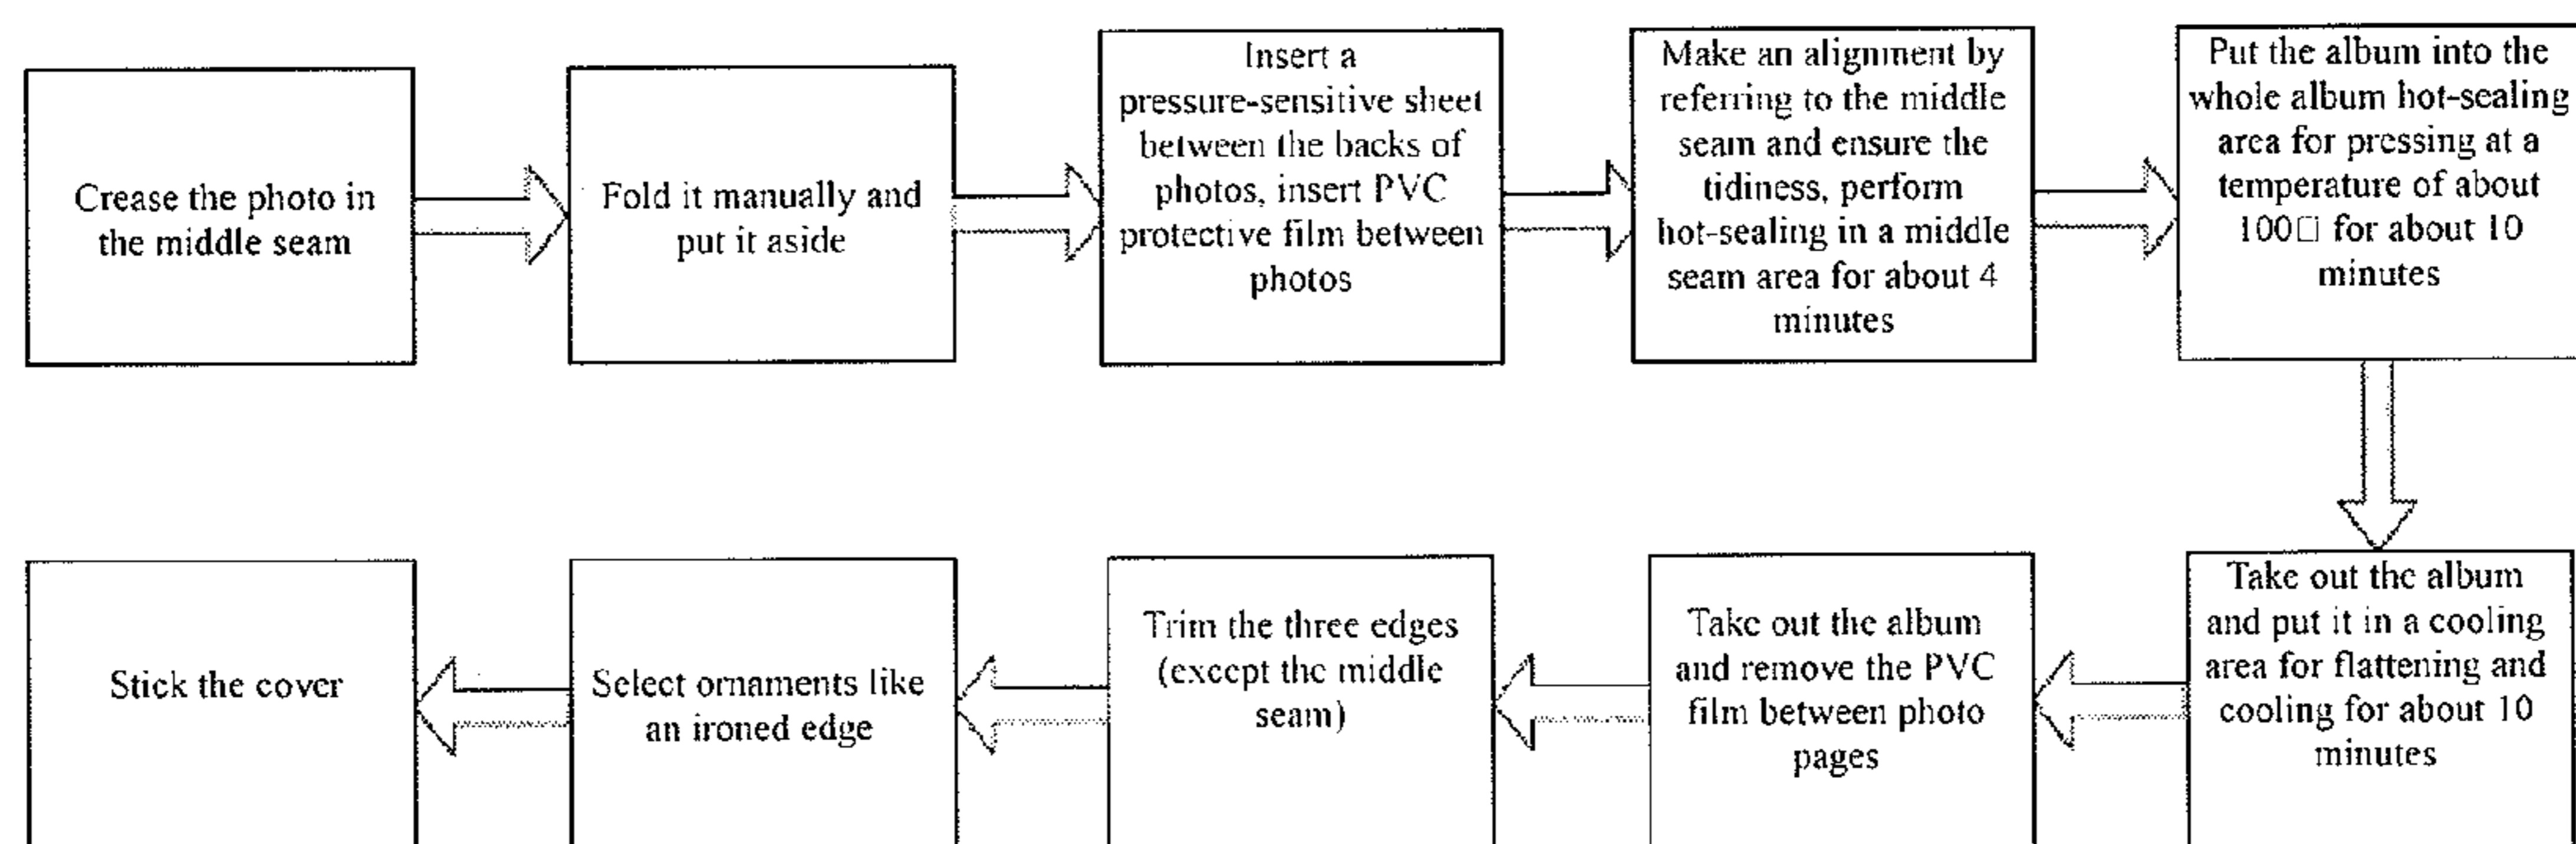 Crease the photo in
the middle seam
Fold it manually and
put it aside
Insert a
pressure-sensitive sheet
between the backs of
photos, insert PVC
protective film between
photos
Make an alignment by
referring to the middle
seam and ensure the
tidiness, perform
hot-sealing in a middle
seam area for about 4
minutes
Put the album into the
whole album hot-sealing
area for pressing at a
temperature of about
100□ for about 10
minutes
Take out the album
and put it in a cooling
area for flattening and
cooling for about 10
minutes
Take out the album
and remove the PVC
film between photo
pages
Trim the three edges
(except the middle
seam)
Select ornaments like
an ironed edge
Stick the cover